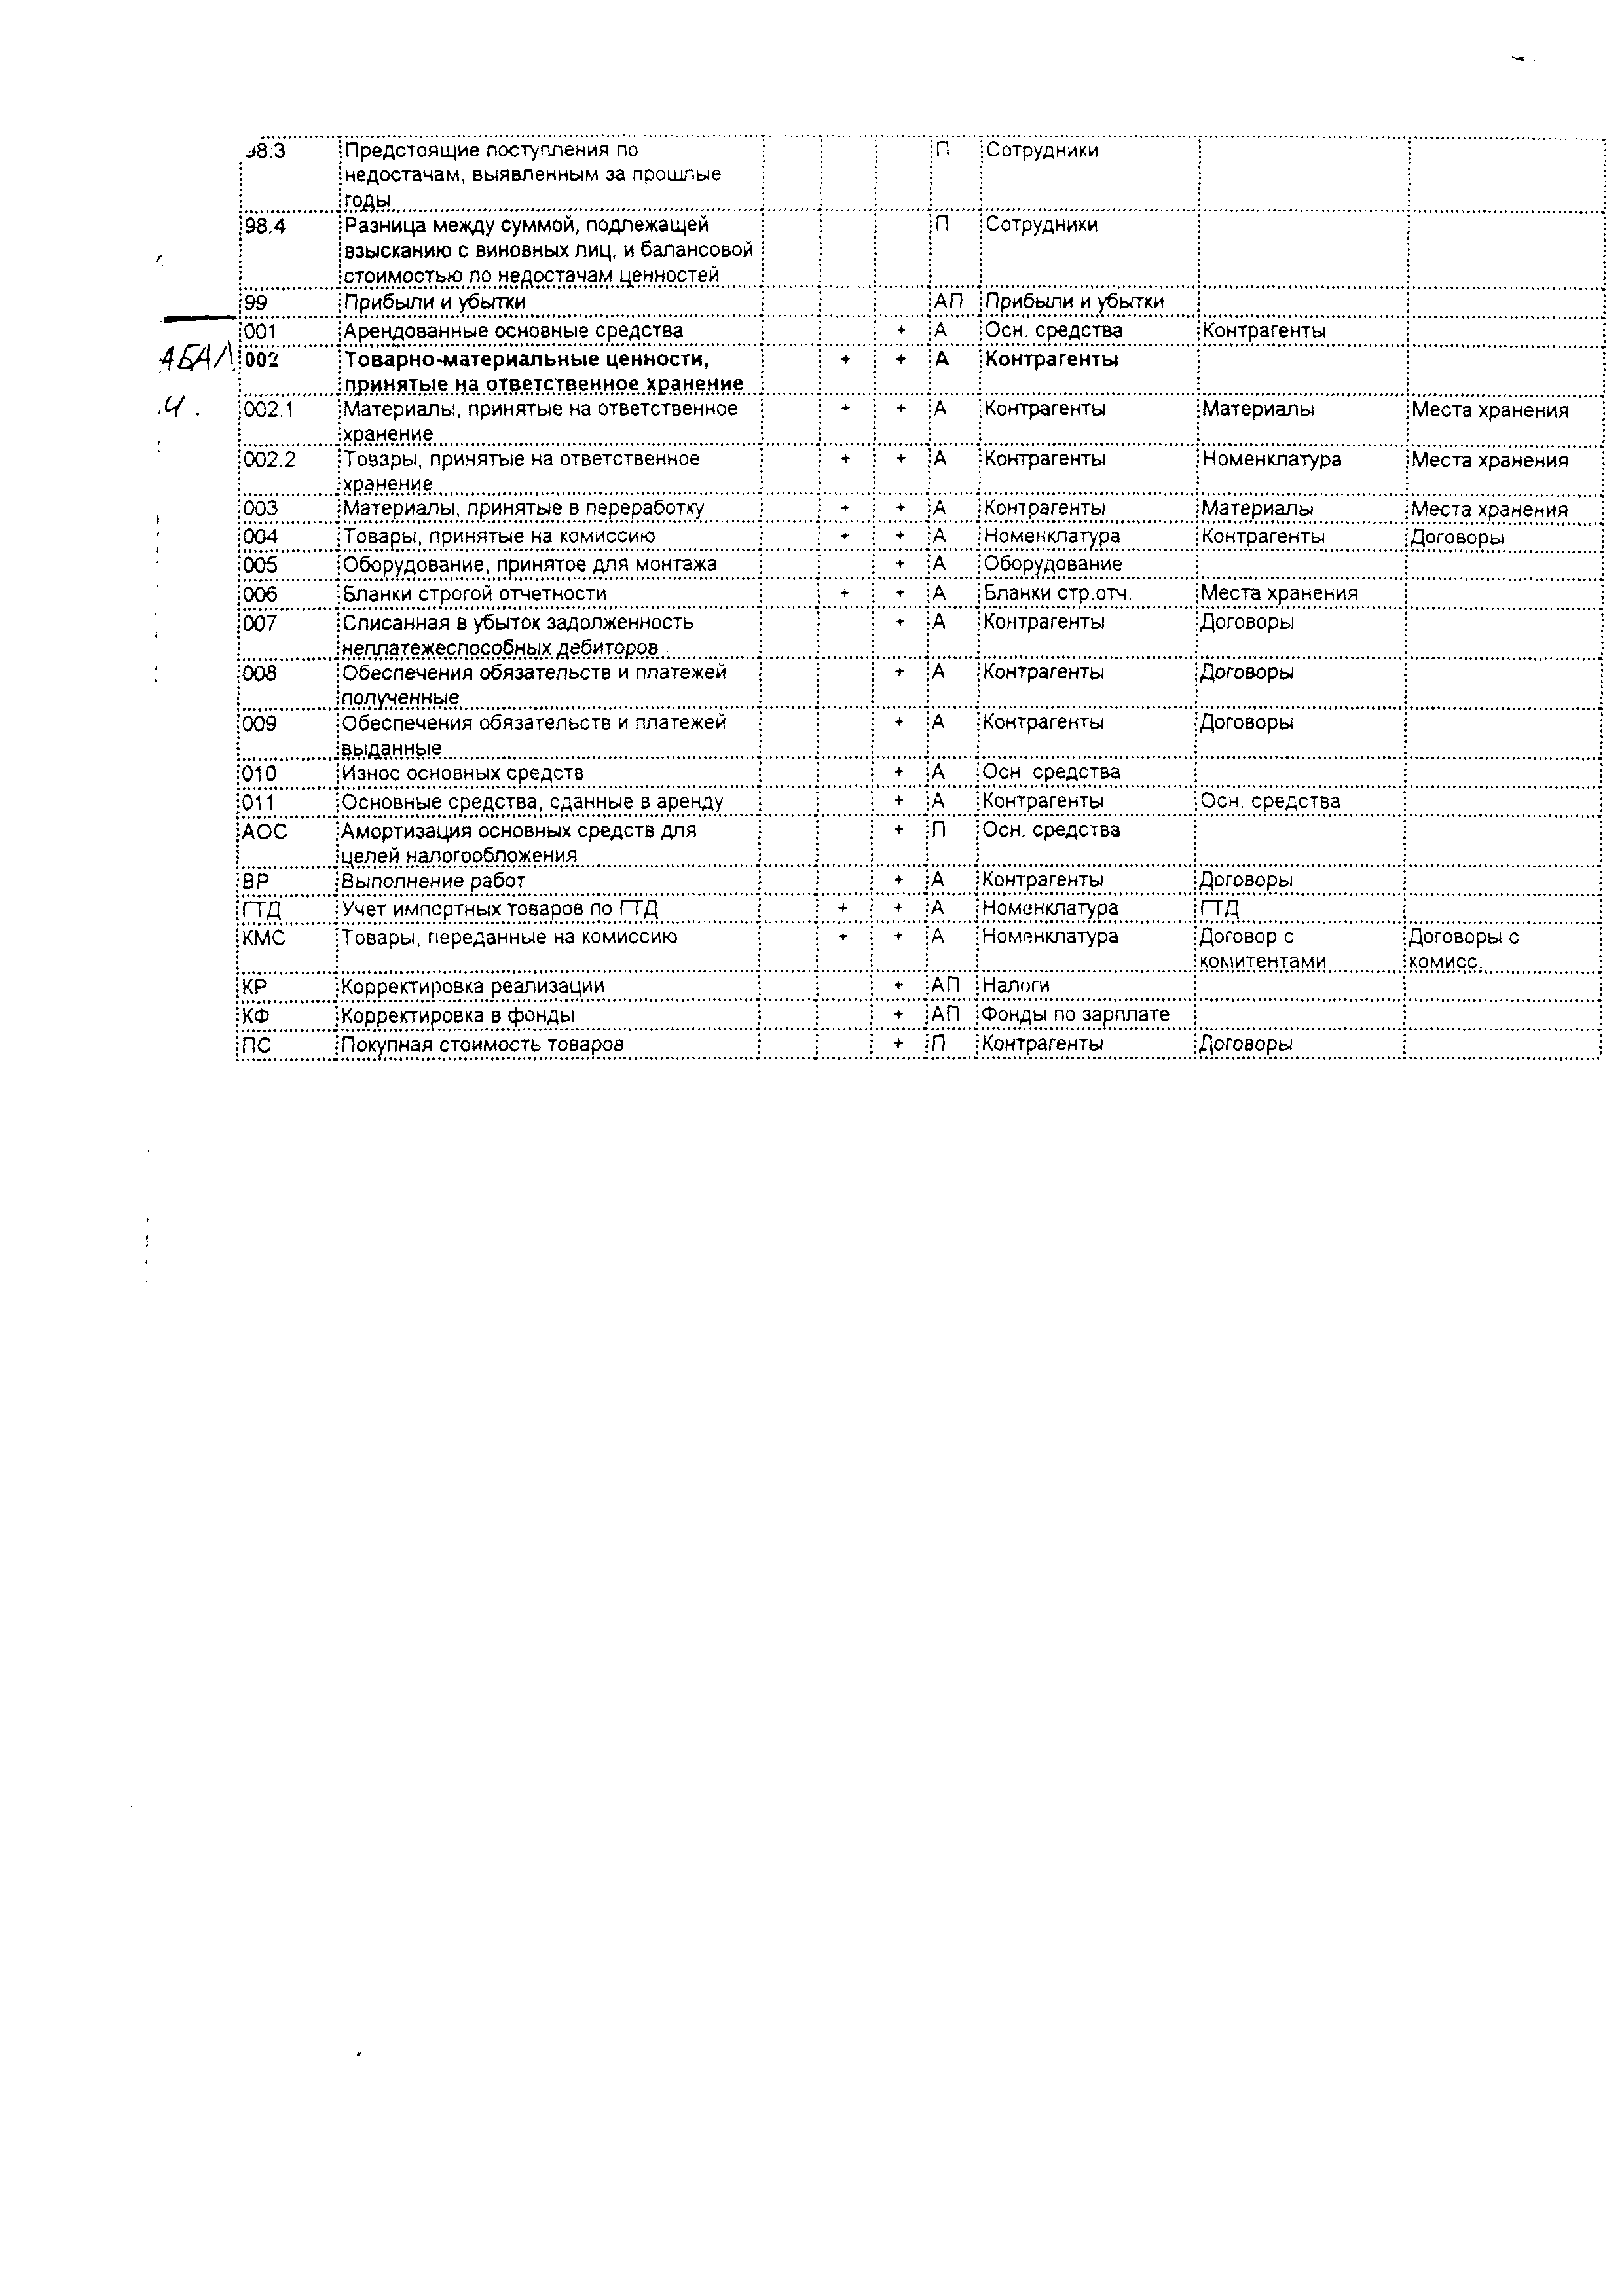 98.3 Предстоящие поступления по П Сотрудники
недостачам, выявленным за прошлые
годы
98.4 Разница между суммой, подлежащей П Сотрудники
взысканию с виновных лиц, и балансовой
стоимостью по недостачам ценностей
99 Прибыли и убытки АП Прибыли и убытки
001 Арендованные основные средства + А Осн. средства Контрагенты
002 Товарно-материальные ценности, + + А Контрагенты
принятые на ответственное хранение
002.1 Материалы, принятые на ответственное + + А Контрагенты Материалы Места хранения
хранение
002.2 Товары, принятые на ответственное + + А Контрагенты Номенклатура Места хранения
хранение
003 Материалы, принятые в переработку + + А Контрагенты Материалы Места хранения
004 Товары, принятые на комиссию + + А Номенклатура Контрагенты Договоры
005 Оборудование, принятое для монтажа + А Оборудование
006 Бланки строгой отчетности + + А Бланки стр.отч. Места хранения
007 Списанная в убыток задолженность + А Контрагенты Договоры
неплатежеспособных дебиторов
008 Обеспечения обязательств и платежей + А Контрагенты Договоры
полученные
009 Обеспечения обязательств и платежей + А Контрагенты Договоры
выданные
010 Износ основных средств + А Осн. средства
011 Основные средства, сданные в аренду + А Контрагенты Осн. средства
АОС Амортизация основных средств для + П Осн. средства
целей налогообложения
ВР Выполнение работ + А Контрагенты Договоры
ГТД Учет импортных товаров по ГТД + + А Номенклатура ГТД
КМС Товары, переданные на комиссию + + А Номенклатура Договор с Договоры с
комитентами комисс.
КР Корректировка реализации + АП Налоги
КФ Корректировка в фонды + АП Фонды по зарплате
ПС Покупная стоимость товаров + П Контрагенты Договоры